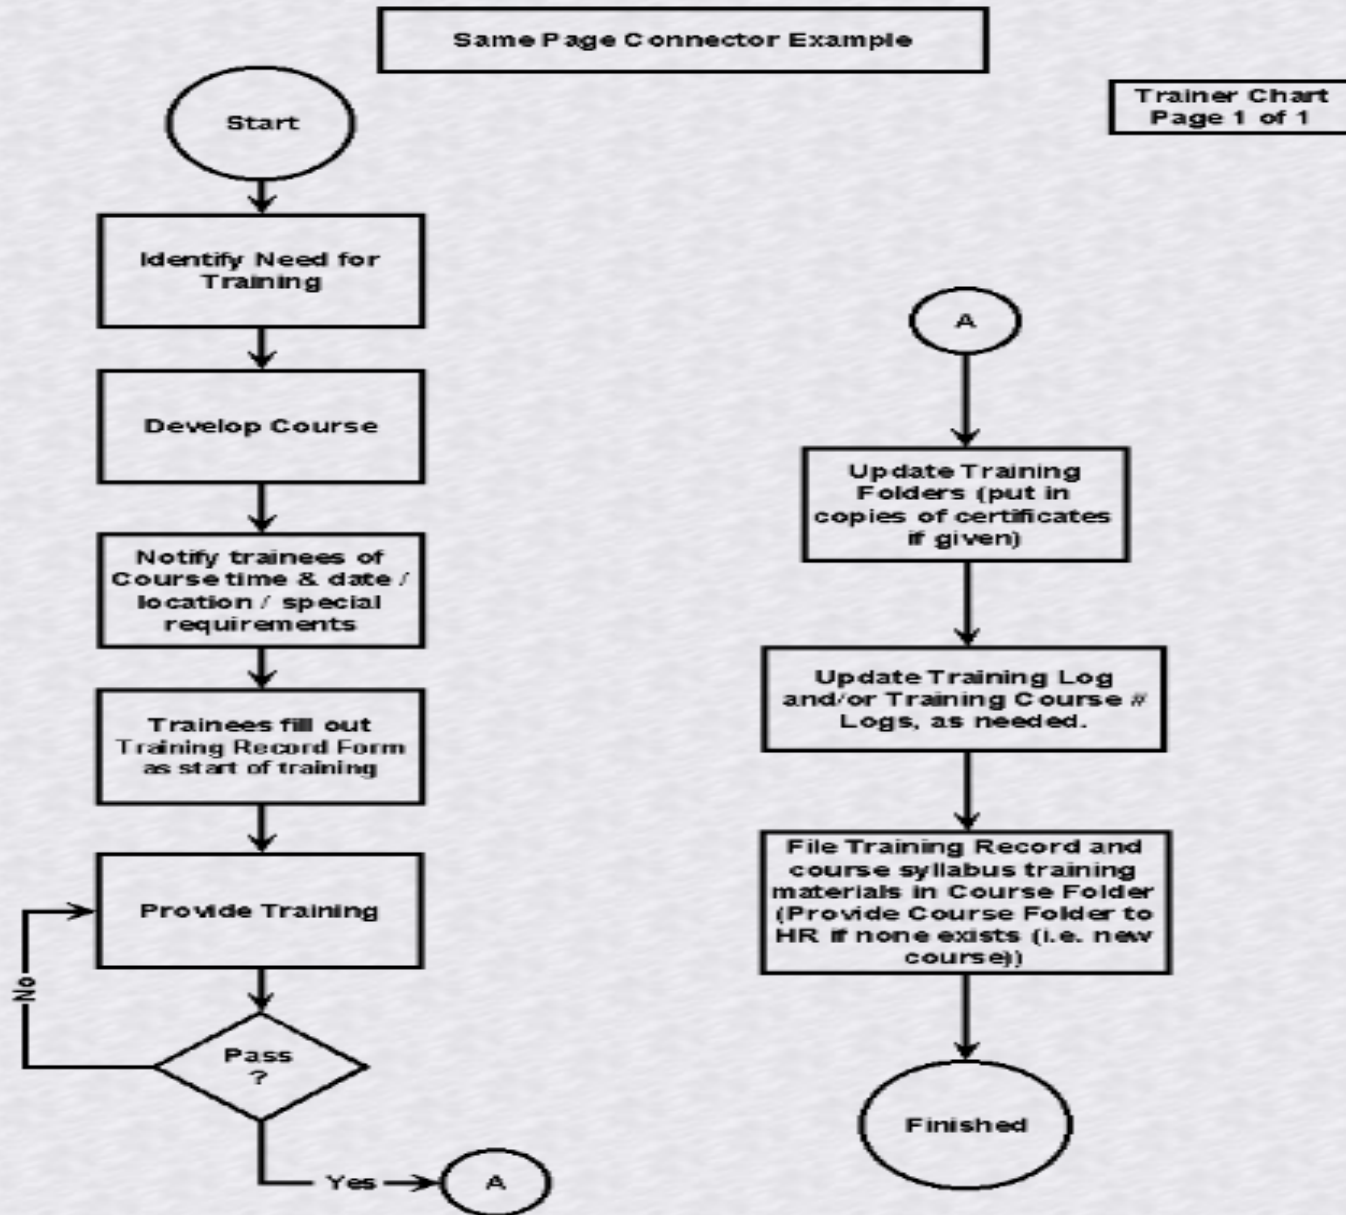 Same Page Connector Example
Trainer Chart
Page 1 of 1
Start
Identify Need for
Training
Develop Course
Notify trainees of
Course time & date /
location / special
requirements
Trainees fill out
Training Record Form
as start of training
Provide Training
No
Pass
?
Yes
A
A
Update Training
Folders (put in
copies of certificates
if given)
Update Training Log
and/or Training Course #
Logs, as needed.
File Training Record and
course syllabus training
materials in Course Folder
(Provide Course Folder to
HR if none exists (i.e. new
course))
Finished